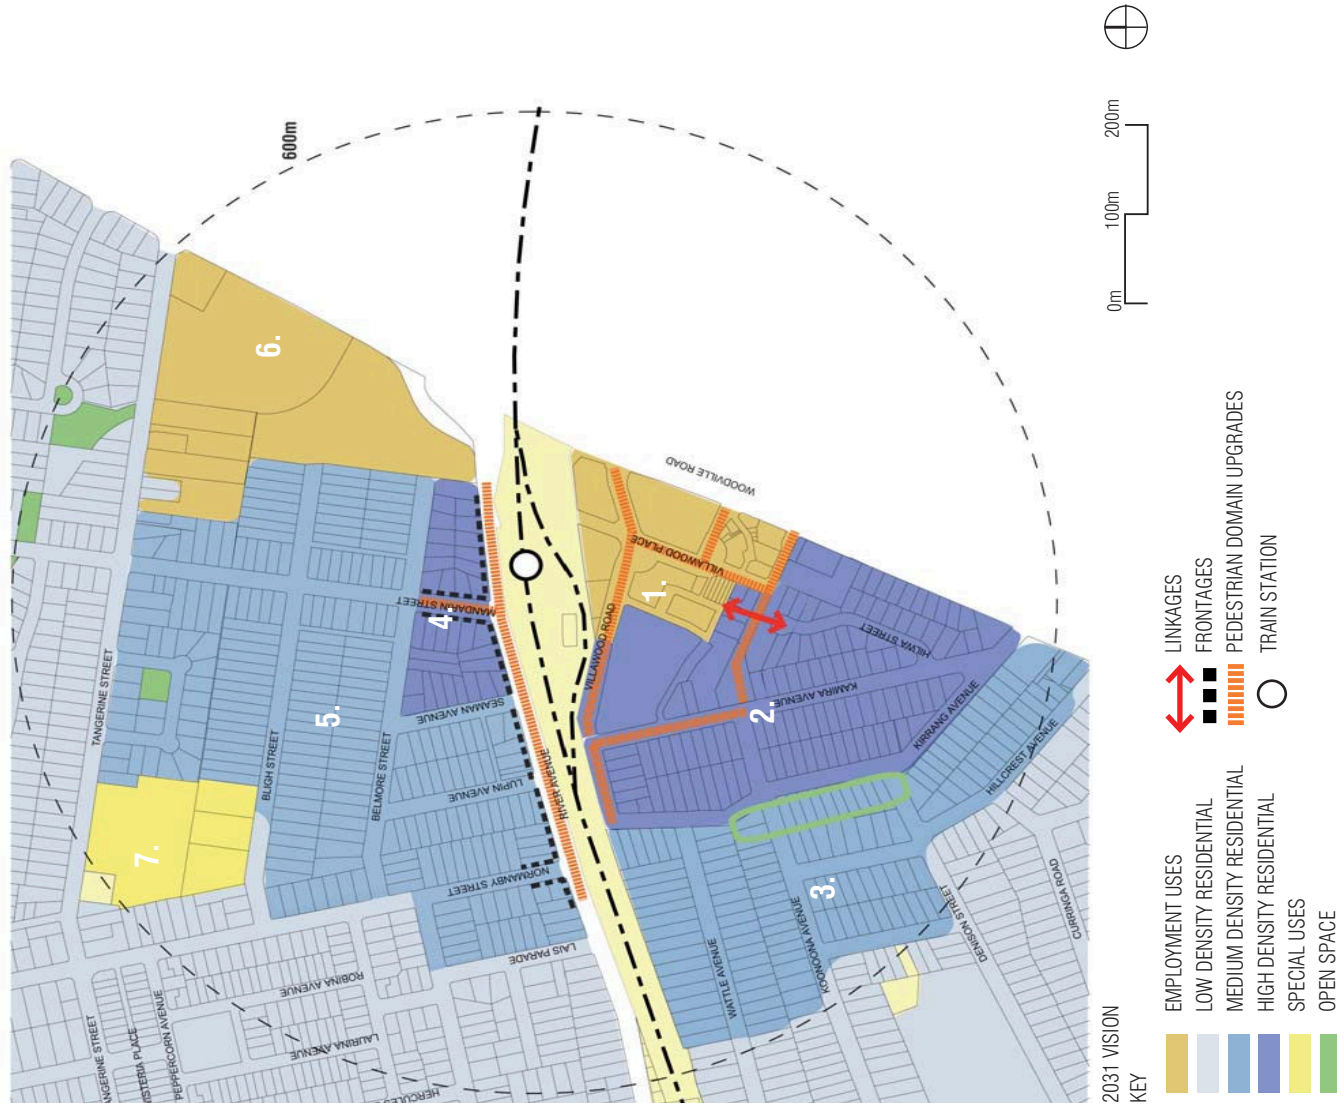 600m
TANGERINE STREET
BLIGH STREET
BELMORE STREET
SEAMAN AVENUE
LUPIN AVENUE
NORMANBY STREET
LAIS PARADE
ROBINA AVENUE
LAURINA AVENUE
PEPPERCORN AVENUE
MANDARIN STREET
RIVER AVENUE
VILLAWOOD ROAD
VILLAWOOD PLACE
WOODVILLE ROAD
HILWA STREET
KAMIRA AVENUE
KIRRANG AVENUE
HILLCREST AVENUE
WATTLE AVENUE
KOONOONA AVENUE
DENISON STREET
CURRINGA ROAD
1.
2.
3.
4.
5.
6.
7.
0m
100m
200m
2031 VISION
KEY
EMPLOYMENT USES
LOW DENSITY RESIDENTIAL
MEDIUM DENSITY RESIDENTIAL
HIGH DENSITY RESIDENTIAL
SPECIAL USES
OPEN SPACE
LINKAGES
FRONTAGES
PEDESTRIAN DOMAIN UPGRADES
TRAIN STATION